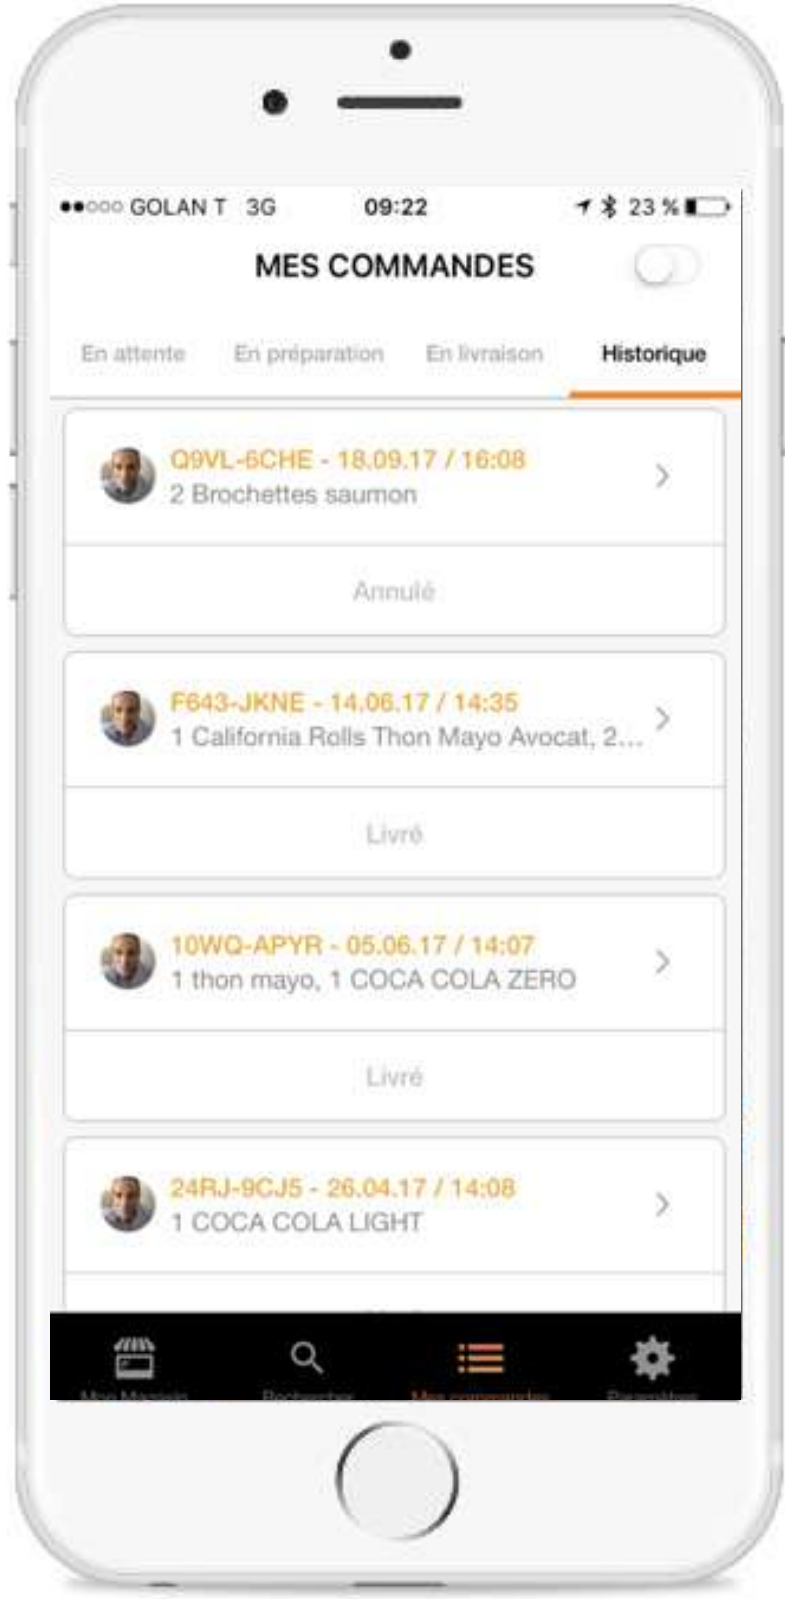 GOLAN T 3G 09:22 23 %
MES COMMANDES
En attente En préparation En livraison Historique
Q9VL-6CHE - 18.09.17 / 16:08
2 Brochettes saumon
Annulé
F643-JKNE - 14.06.17 / 14:35
1 California Rolls Thon Mayo Avocat, 2...
Livré
10WQ-APYR - 05.06.17 / 14:07
1 thon mayo, 1 COCA COLA ZERO
Livré
24RJ-9CJ5 - 26.04.17 / 14:08
1 COCA COLA LIGHT
Mon Magasin Rechercher Mes commandes Paramètres